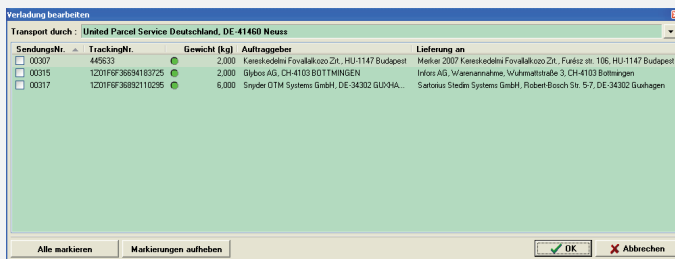 Verladung bearbeiten
Transport durch : United Parcel Service Deutschland, DE-41460 Neuss
SendungsNr. TrackingNr. Gewicht (kg) Auftraggeber Lieferung an
00307 445633 2,000 Kereskedelmi Fovallalkozo Zrt., HU-1147 Budapest Merker 2007 Kereskedelmi Fovallalkozo Zrt., Furész str. 106, HU-1147 Budapest
00315 1Z01F6F36694183725 2,000 Glybos AG, CH-4103 BOTTMINGEN Infors AG, Warenannahme, Wuhrmattstraße 3, CH-4103 Bottmingen
00317 1Z01F6F36892110295 6,000 Snyder OTM Systems GmbH, DE-34302 GUXHA... Sartorius Stedim Systems GmbH, Robert-Bosch Str. 5-7, DE-34302 Guxhagen
Alle markieren Markierungen aufheben OK Abbrechen